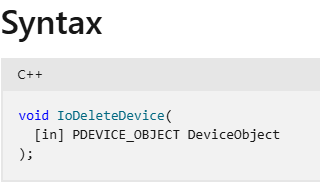 Syntax
C++
void IoDeleteDevice(
  [in] PDEVICE_OBJECT DeviceObject
);